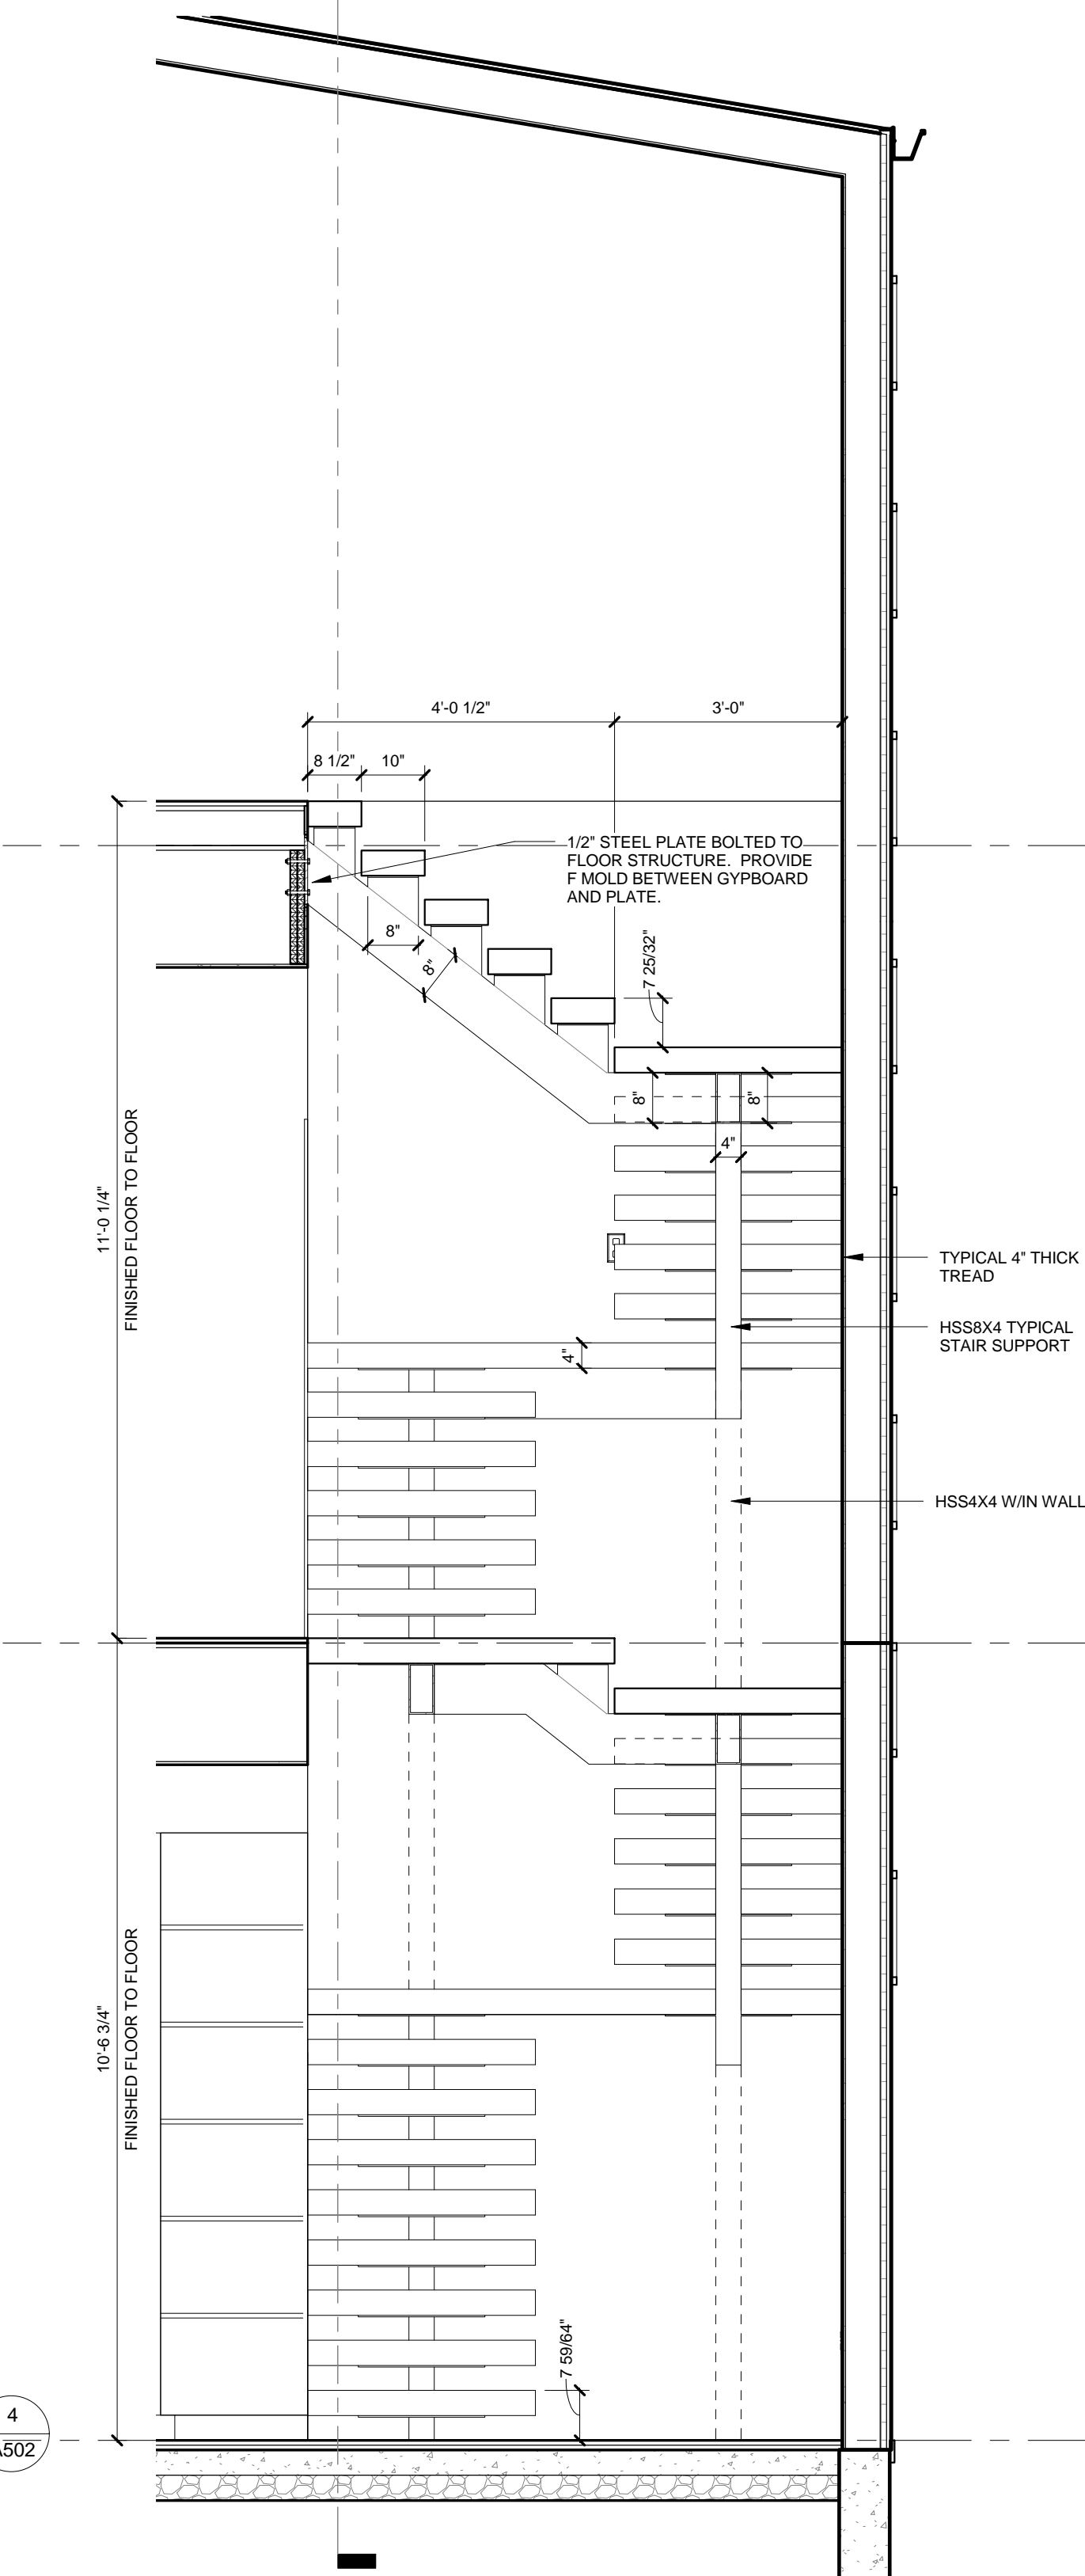 4'-0 1/2"
3'-0"
8 1/2"
10"
1/2" STEEL PLATE BOLTED TO
FLOOR STRUCTURE. PROVIDE
F MOLD BETWEEN GYPBOARD
AND PLATE.
8"
8"
7 25/32"
8"
8"
4"
11'-0 1/4"
FINISHED FLOOR TO FLOOR
TYPICAL 4" THICK
TREAD
HSS8X4 TYPICAL
STAIR SUPPORT
4"
HSS4X4 W/IN WALL
10'-6 3/4"
FINISHED FLOOR TO FLOOR
7 59/64"
4
A502